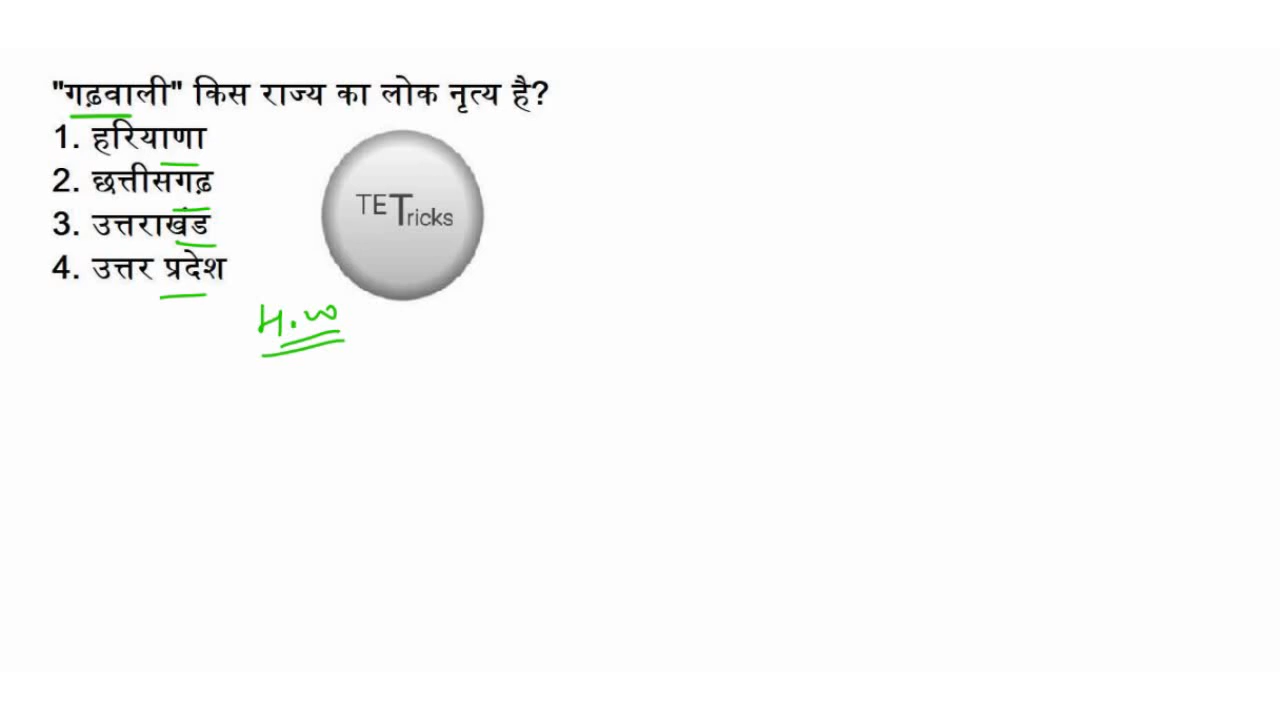 "गढ़वाली" किस राज्य का लोक नृत्य है?
1. हरियाणा
2. छत्तीसगढ़
3. उत्तराखंड
4. उत्तर प्रदेश
TETricks
H.W